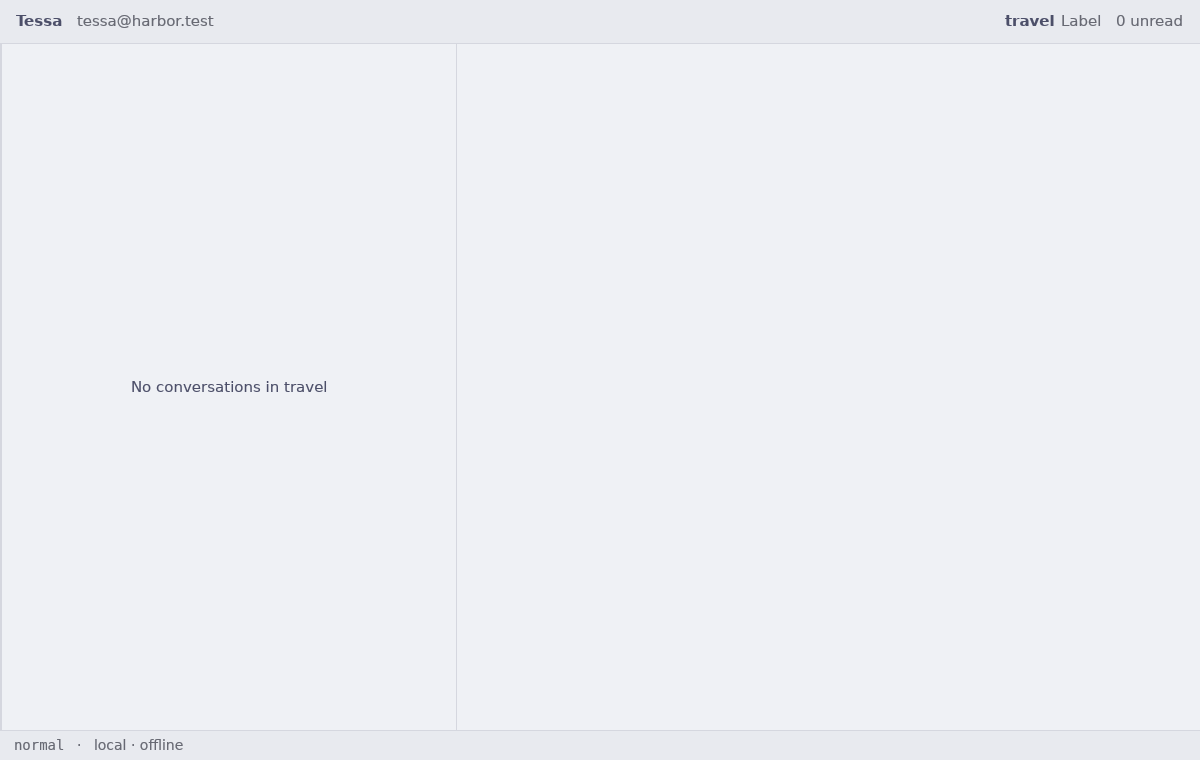 Tessa tessa@harbor.test travel Label 0 unread
No conversations in travel
normal · local · offline